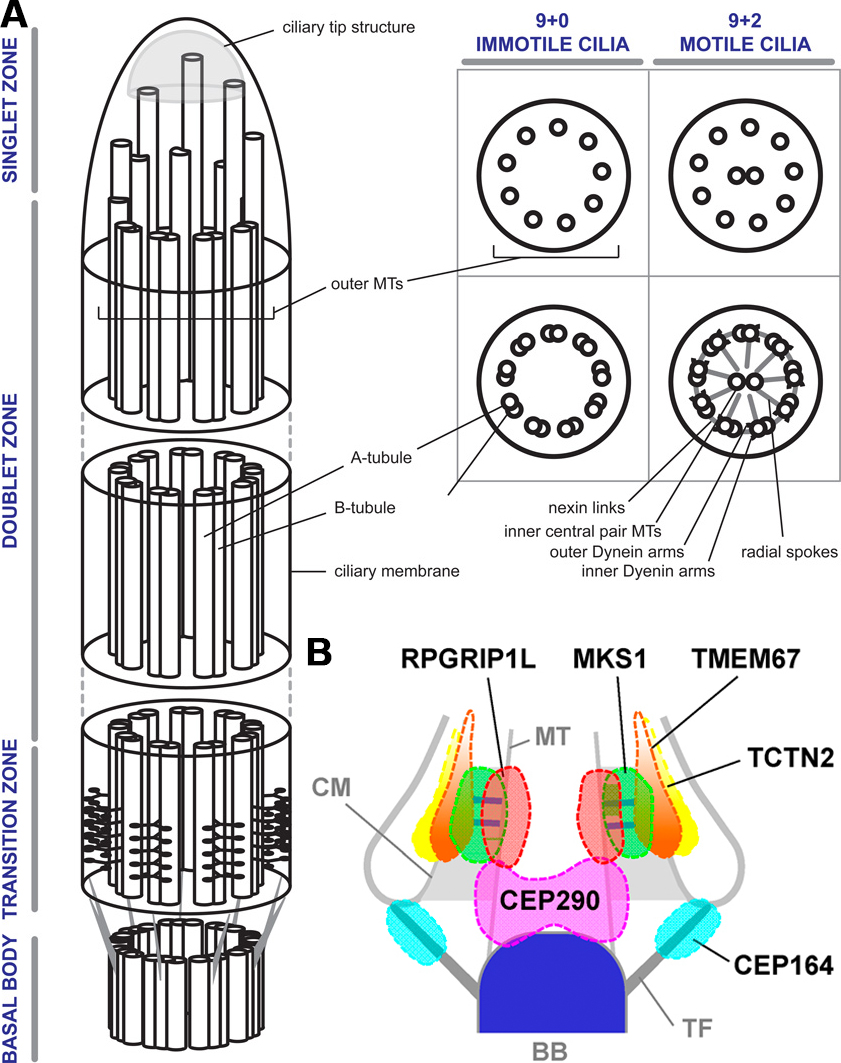 A
ciliary tip structure
SINGLET ZONE
DOUBLET ZONE
TRANSITION ZONE
BASAL BODY
9+0
IMMOTILE CILIA
9+2
MOTILE CILIA
outer MTs
A-tubule
B-tubule
ciliary membrane
nexin links
inner central pair MTs
outer Dynein arms
inner Dyenin arms
radial spokes
B
RPGRIP1L
MKS1
TMEM67
MT
TCTN2
CM
CEP290
CEP164
TF
BB